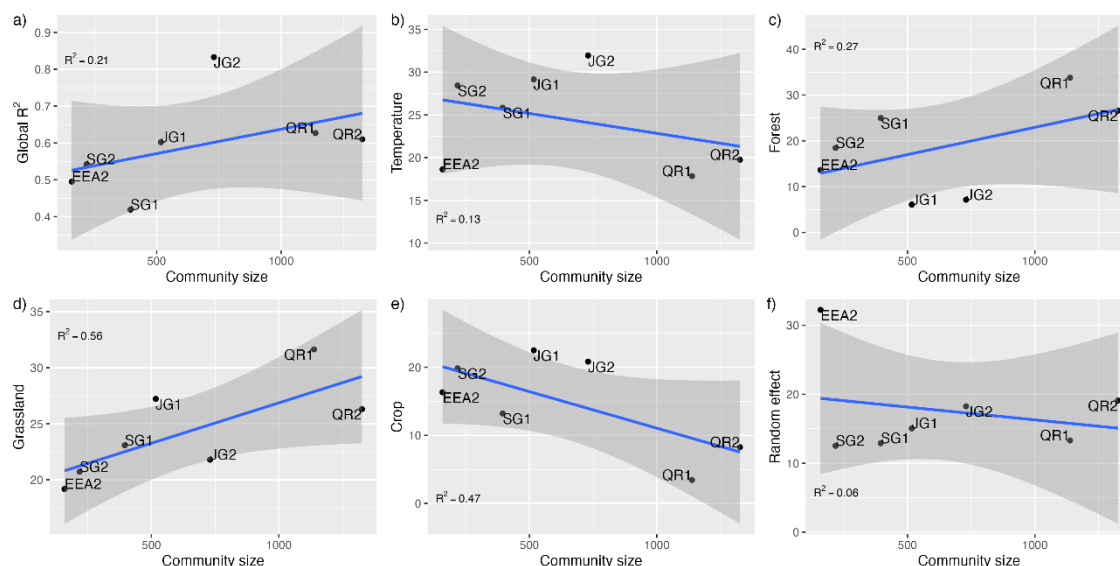 a)
R² – 0.21
Global R²
0.9
0.8
0.7
0.6
0.5
0.4
JG2
QR1
QR2
JG1
SG2
EEA2
SG1
500
1000
Community size
b)
Temperature
35
30
25
20
15
10
JG2
JG1
SG2
SG1
EEA2
QR2
QR1
R² = 0.13
500
1000
Community size
c)
R² – 0.27
Forest
40
30
20
10
0
QR1
QR2
SG1
SG2
EEA2
JG1
JG2
500
1000
Community size
d)
R² – 0.56
Grassland
35
30
25
20
QR1
JG1
QR2
SG1
JG2
SG2
EEA2
500
1000
Community size
e)
Crop
30
20
10
0
JG1
JG2
SG2
EEA2
SG1
QR2
QR1
R² – 0.47
500
1000
Community size
f)
Random effect
30
20
10
0
EEA2
QR2
JG2
JG1
SG2
SG1
QR1
R² – 0.06
500
1000
Community size